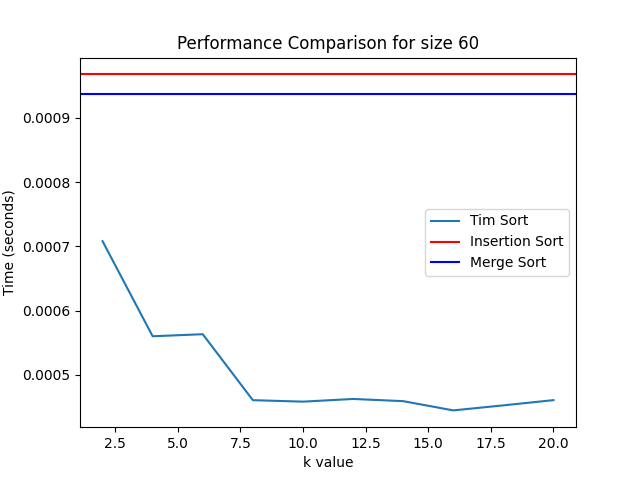 Performance Comparison for size 60
Time (seconds)
0.0009
0.0008
0.0007
0.0006
0.0005
Tim Sort
Insertion Sort
Merge Sort
2.5 5.0 7.5 10.0 12.5 15.0 17.5 20.0
k value